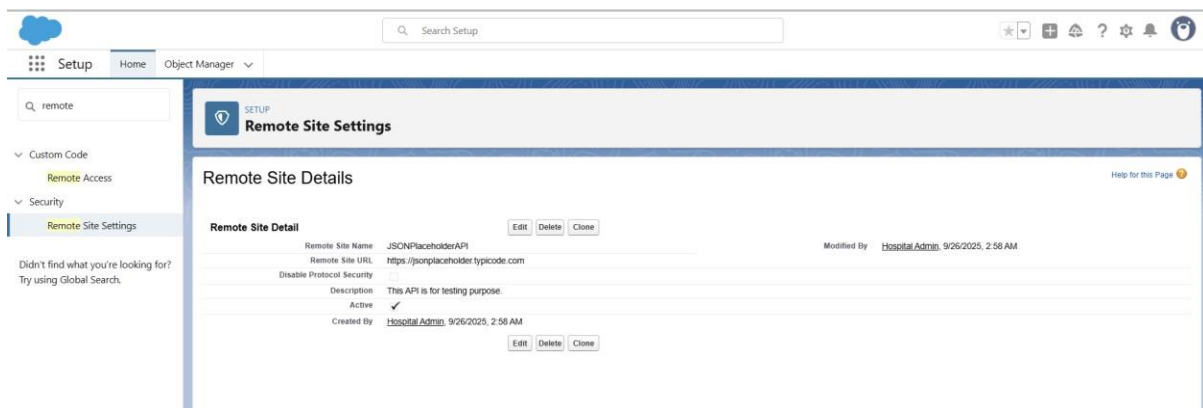 Search Setup
Setup Home Object Manager
remote
Custom Code
Remote Access
Security
Remote Site Settings
Didn't find what you're looking for?
Try using Global Search.
SETUP
Remote Site Settings
Remote Site Details
Help for this Page
Remote Site Detail Edit Delete Clone
Remote Site Name JSONPlaceholderAPI Modified By Hospital Admin, 9/26/2025, 2:58 AM
Remote Site URL https://jsonplaceholder.typicode.com
Disable Protocol Security
Description This API is for testing purpose.
Active
Created By Hospital Admin, 9/26/2025, 2:58 AM
Edit Delete Clone